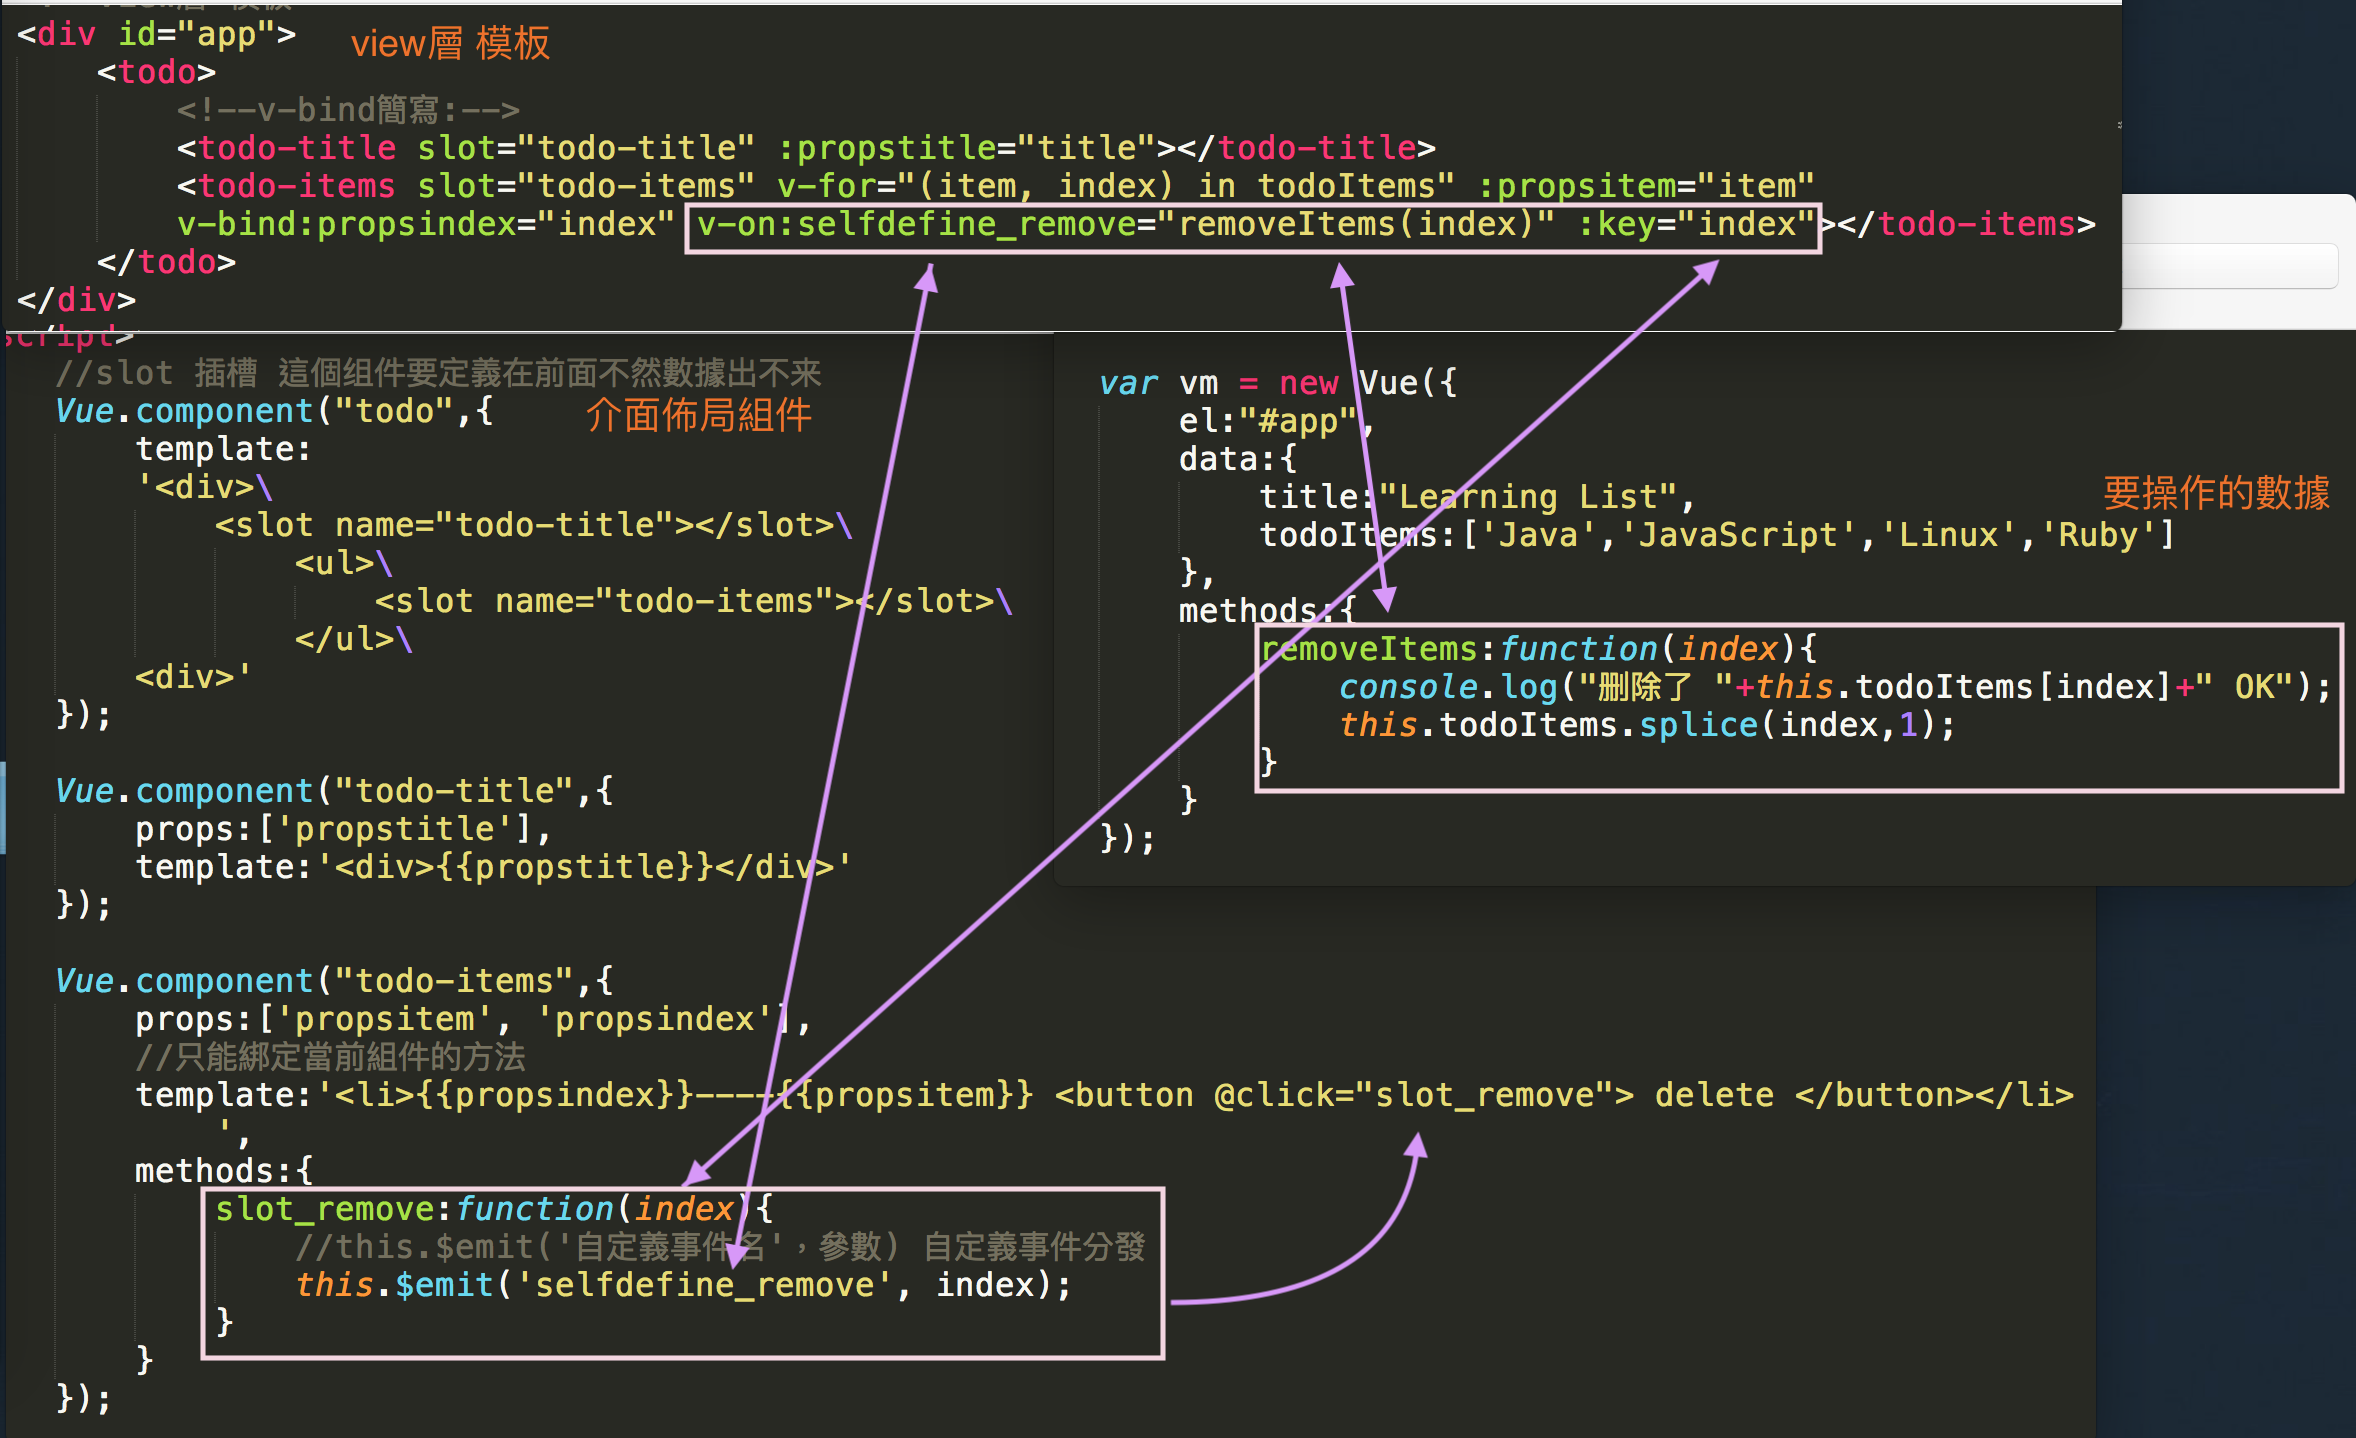 <div id="app">
view層 模板
<todo>
<!--v-bind簡寫:-->
<todo-title slot="todo-title" :propstitle="title"></todo-title>
<todo-items slot="todo-items" v-for="(item, index) in todoItems" :propsitem="item"
v-bind:propsindex="index" v-on:selfdefine_remove="removeItems(index)" :key="index"></todo-items>
</todo>
</div>
script>
//slot 插槽 這個组件要定義在前面不然數據出不来
Vue.component("todo",{
介面佈局組件
template:
'<div>\
<slot name="todo-title"></slot>\
<ul>\
<slot name="todo-items"></slot>\
</ul>\
<div>'
});
Vue.component("todo-title",{
props:['propstitle'],
template:'<div>{{propstitle}}</div>'
});
Vue.component("todo-items",{
props:['propsitem', 'propsindex'],
//只能綁定當前組件的方法
template:'<li>{{propsindex}}----{{propsitem}} <button @click="slot_remove"> delete </button></li>
',
methods:{
slot_remove:function(index){
//this.$emit('自定義事件名'，參數) 自定義事件分發
this.$emit('selfdefine_remove', index);
}
}
});
var vm = new Vue({
el:"#app",
data:{
title:"Learning List",
要操作的數據
todoItems:['Java','JavaScript','Linux','Ruby']
},
methods:{
removeItems:function(index){
console.log("刪除了 "+this.todoItems[index]+" OK");
this.todoItems.splice(index,1);
}
}
});